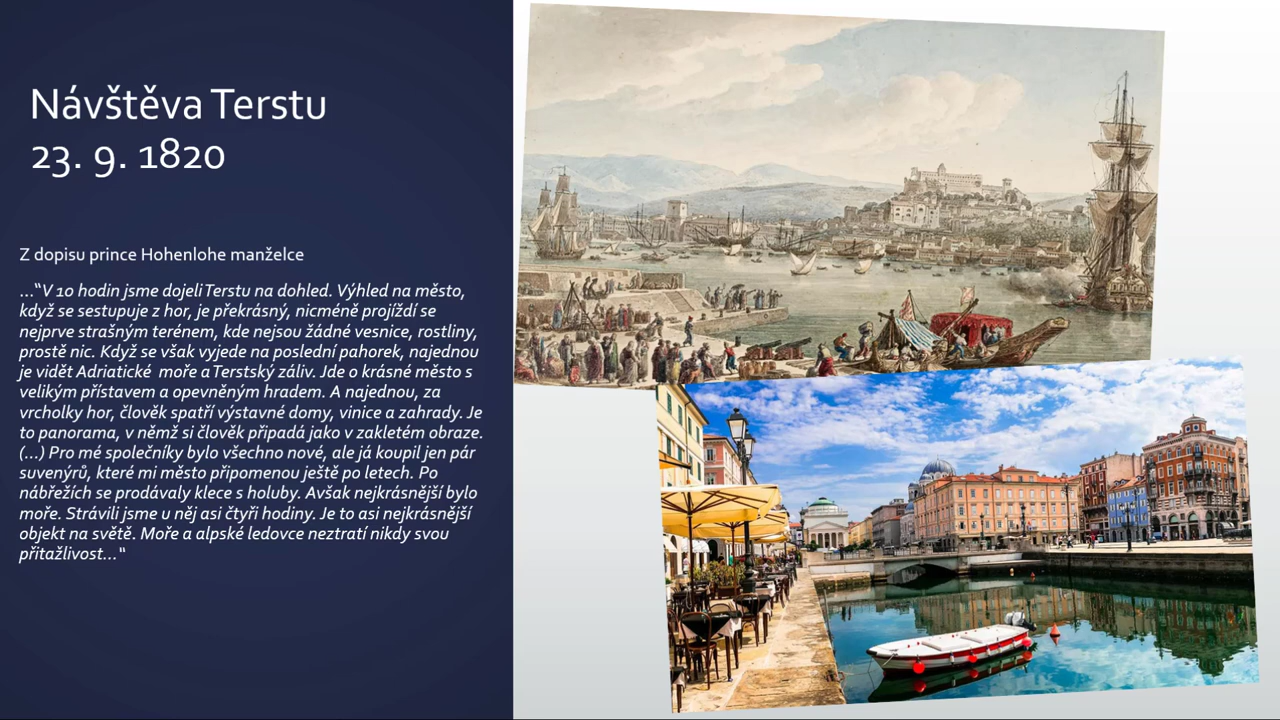 Návštěva Terstu
23. 9. 1820
Z dopisu prince Hohenlohe manželce
…“V 10 hodin jsme dojeli Terstu na dohled. Výhled na město,
když se sestupuje z hor, je překrásný, nicméně projíždí se
nejprve strašným terénem, kde nejsou žádné vesnice, rostliny,
prostě nic. Když se však vyjede na poslední pahorek, najednou
je vidět Adriatické  moře a Terstský záliv. Jde o krásné město s
velikým přístavem a opevněným hradem. A najednou, za
vrcholky hor, člověk spatří výstavné domy, vinice a zahrady. Je
to panorama, v němž si člověk připadá jako v zakletém obraze.
(…) Pro mé společníky bylo všechno nové, ale já koupil jen pár
suvenýrů, které mi město připomenou ještě po letech. Po
nábřežích se prodávaly klece s holuby. Avšak nejkrásnější bylo
moře. Strávili jsme u něj asi čtyři hodiny. Je to asi nejkrásnější
objekt na světě. Moře a alpské ledovce neztratí nikdy svou
přitažlivost…“